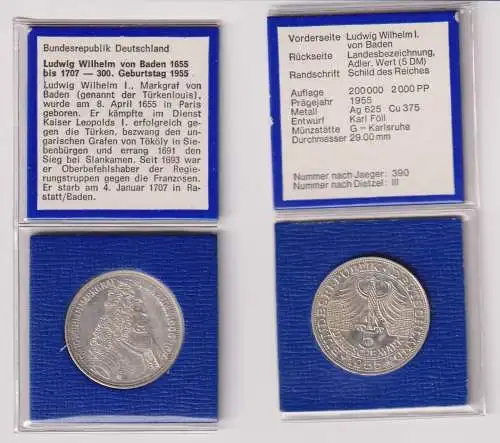 Bundesrepublik Deutschland
Ludwig Wilhelm von Baden 1655
bis 1707 — 300. Geburtstag 1955
Ludwig Wilhelm I., Markgraf von
Baden (genannt der Türkenlouis),
wurde am 8. April 1655 in Paris
geboren. Er kämpfte im Dienst
Kaiser Leopolds I. erfolgreich ge-
gen die Türken, bezwang den un-
garischen Grafen von Tököly in Sie-
benbürgen und errang 1691 den
Sieg bei Slankamen. Seit 1693 war
er Oberbefehlshaber der Regie-
rungstruppen gegen die Franzosen.
Er starb am 4. Januar 1707 in Ra-
statt/Baden.
Vorderseite Ludwig Wilhelm I.
von Baden
Rückseite Landesbezeichnung,
Adler, Wert (5 DM)
Randschrift Schild des Reiches
Auflage 200 000 2 000 PP
Prägejahr 1955
Metall Ag 625 Cu 375
Entwurf Karl Föll
Münzstätte G – Karlsruhe
Durchmesser 29.00 mm
Nummer nach Jaeger: 390
Nummer nach Dietzel: III